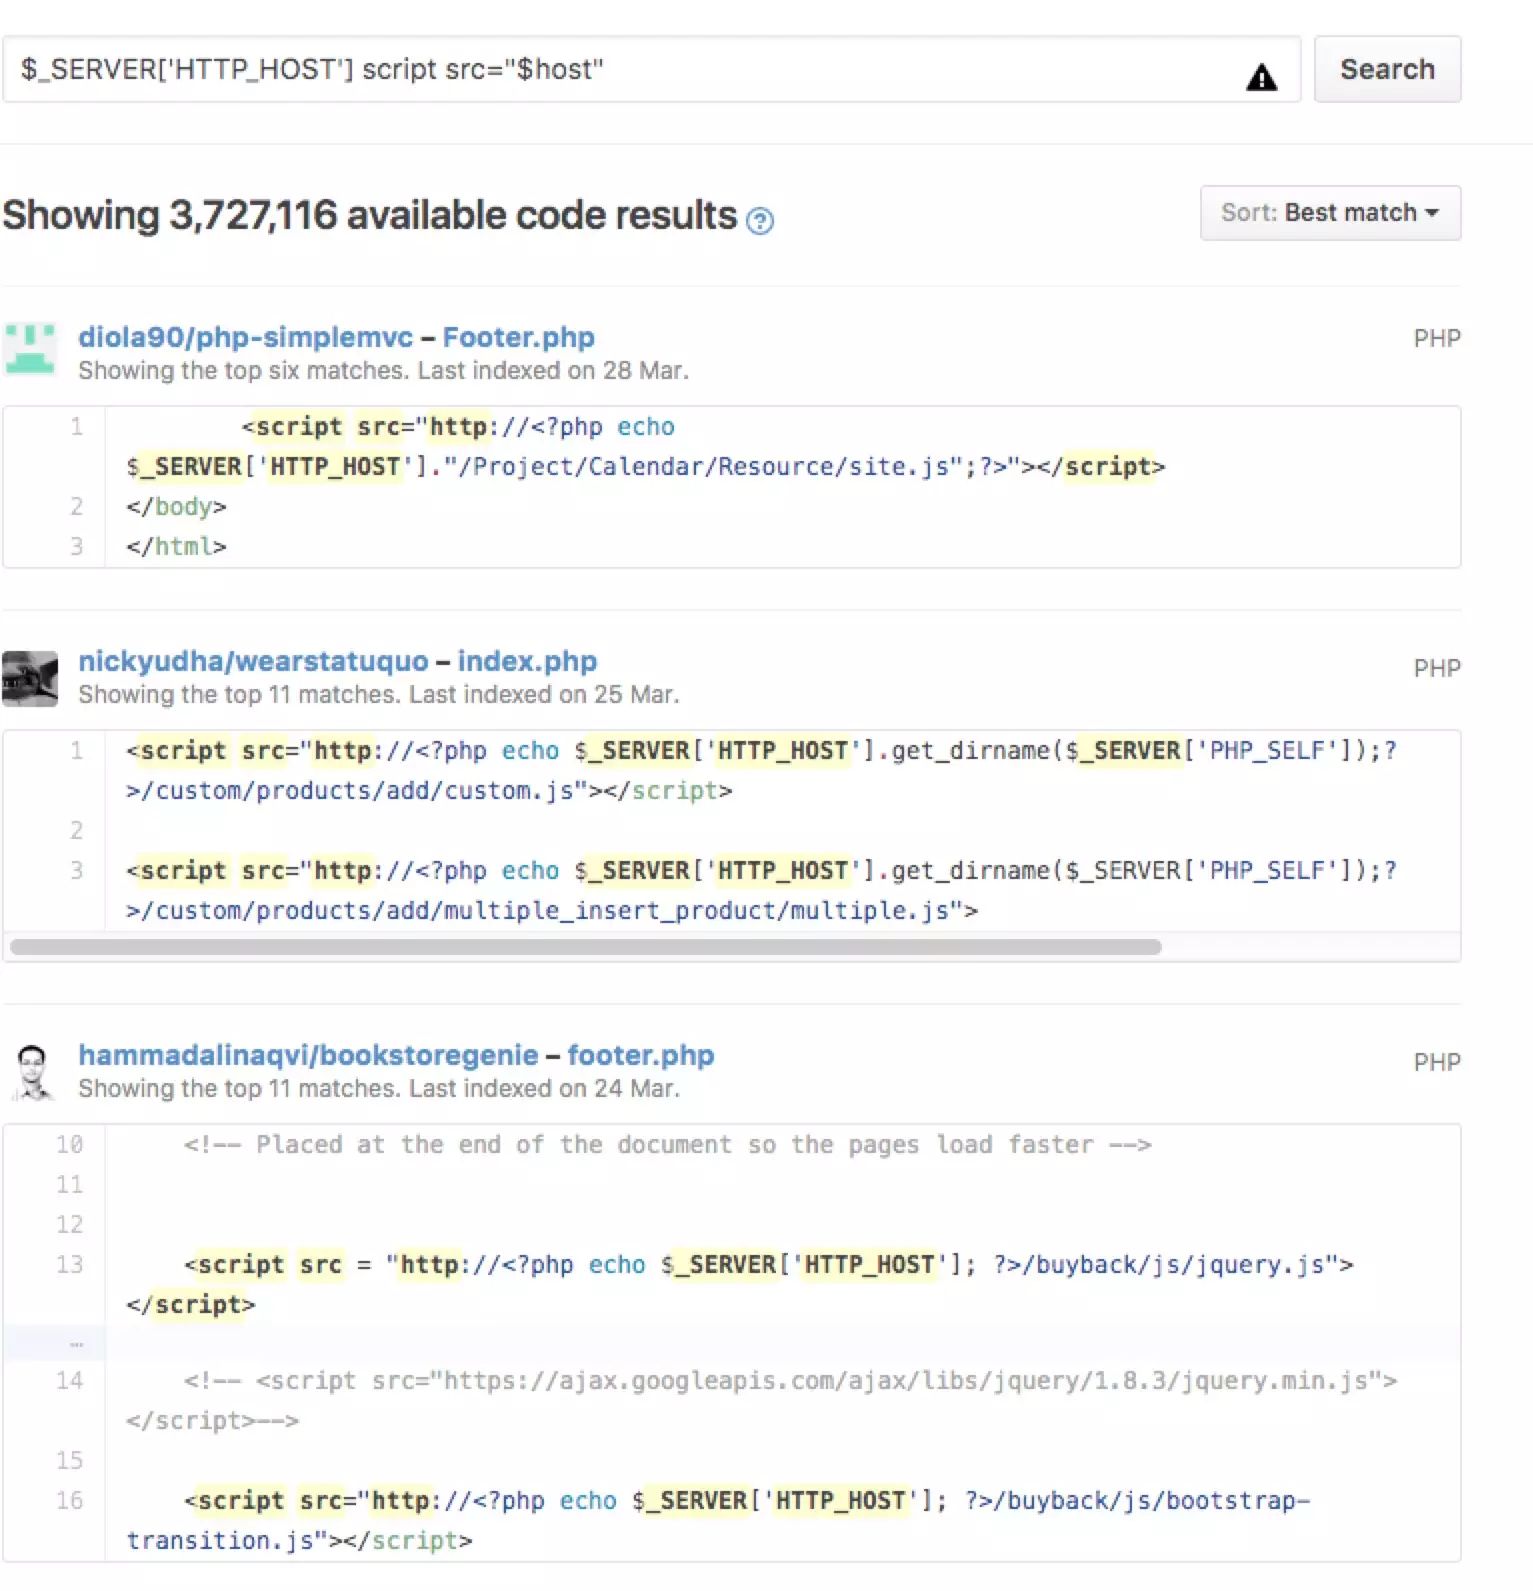 $_SERVER['HTTP_HOST'] script src="$host"
Search
Showing 3,727,116 available code results
Sort: Best match
diola90/php-simplemvc – Footer.php
PHP
Showing the top six matches. Last indexed on 28 Mar.
1 <script src="http://<?php echo
$_SERVER['HTTP_HOST']."/Project/Calendar/Resource/site.js";?>"></script>
2 </body>
3 </html>
nickyudha/wearstatuquo – index.php
PHP
Showing the top 11 matches. Last indexed on 25 Mar.
1 <script src="http://<?php echo $_SERVER['HTTP_HOST'].get_dirname($_SERVER['PHP_SELF']);?
>/custom/products/add/custom.js"></script>
2
3 <script src="http://<?php echo $_SERVER['HTTP_HOST'].get_dirname($_SERVER['PHP_SELF']);?
>/custom/products/add/multiple_insert_product/multiple.js">
hammadalinaqvi/bookstoregenie – footer.php
PHP
Showing the top 11 matches. Last indexed on 24 Mar.
10 <!-- Placed at the end of the document so the pages load faster -->
11
12
13 <script src = "http://<?php echo $_SERVER['HTTP_HOST']; ?>/buyback/js/jquery.js">
</script>
…
14 <!-- <script src="https://ajax.googleapis.com/ajax/libs/jquery/1.8.3/jquery.min.js">
</script>-->
15
16 <script src="http://<?php echo $_SERVER['HTTP_HOST']; ?>/buyback/js/bootstrap-
transition.js"></script>